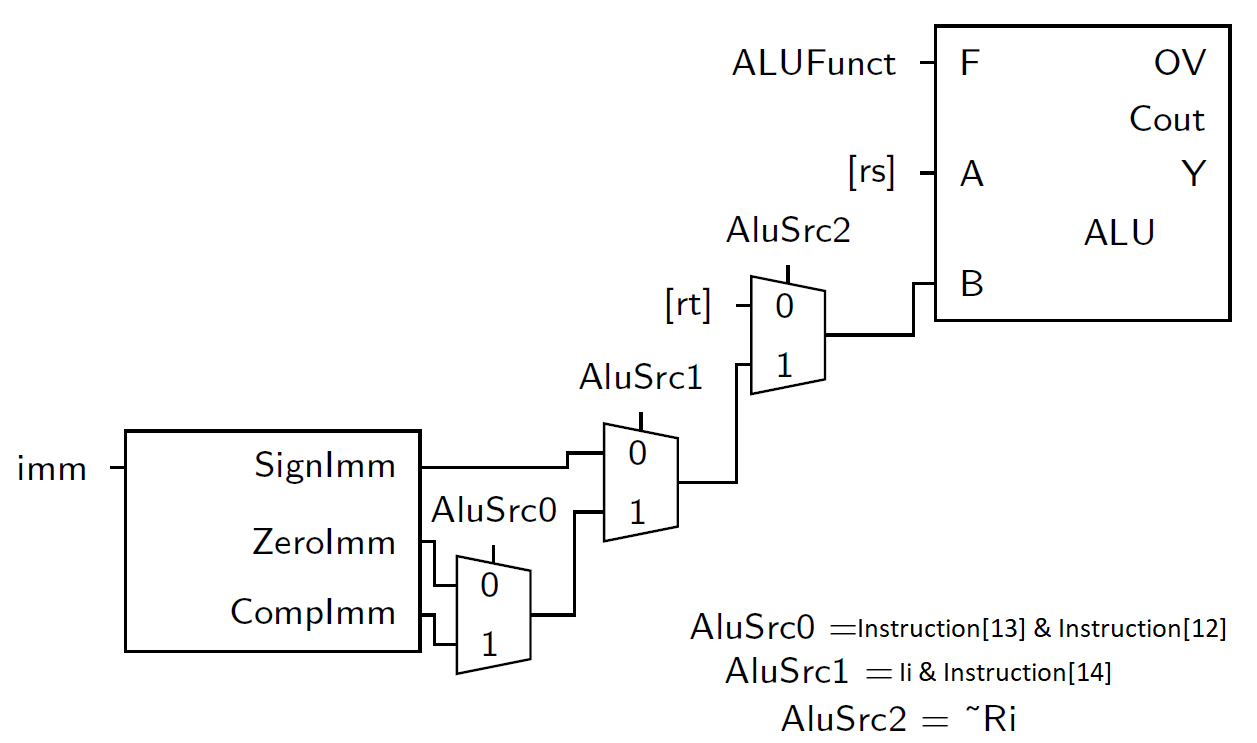 ALUFunct
F
OV
Cout
[rs]
A
Y
AluSrc2
ALU
[rt]
0
B
1
AluSrc1
imm
SignImm
0
AluSrc0
1
ZeroImm
0
CompImm
1
AluSrc0 =Instruction[13] & Instruction[12]
AluSrc1 = Ii & Instruction[14]
AluSrc2 = ~Ri